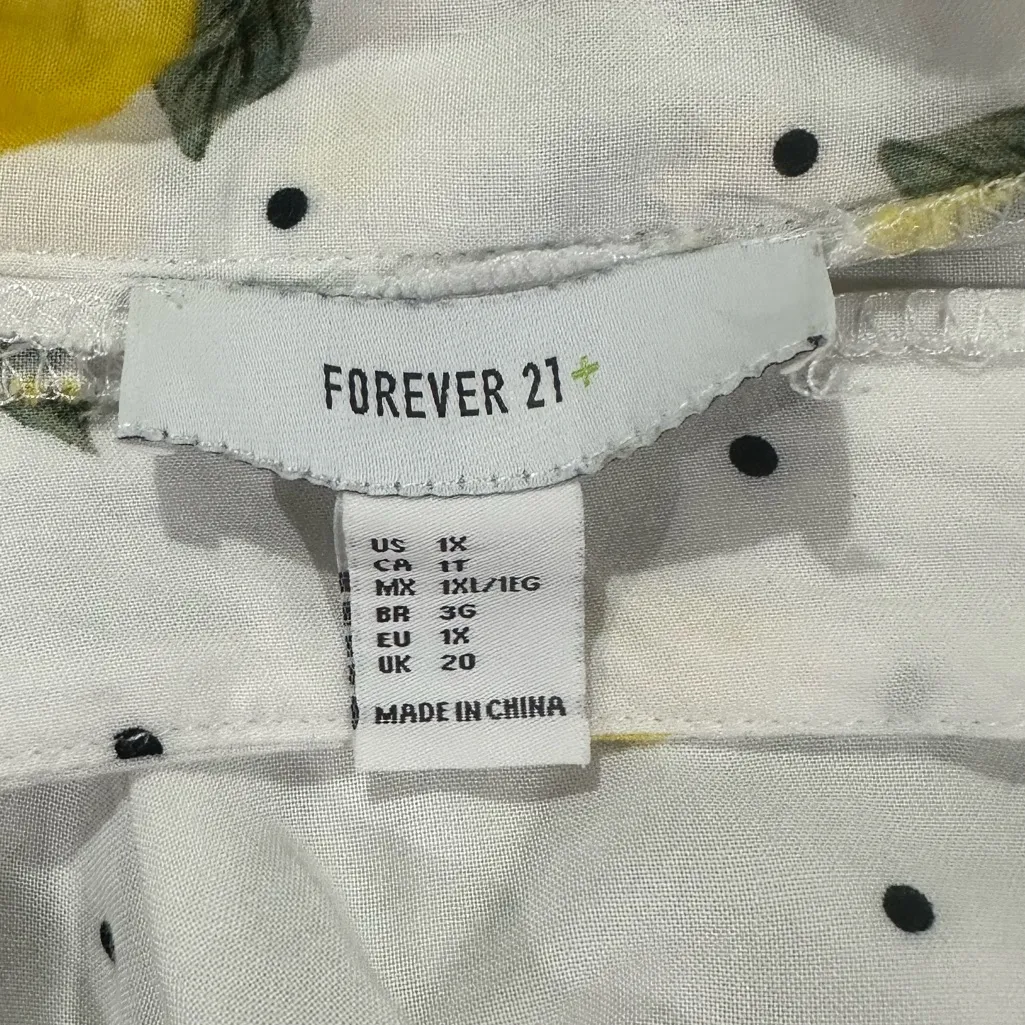 FOREVER 21+
US 1X
CA 1T
MX 1XL/1EG
BR 3G
EU 1X
UK 20
MADE IN CHINA